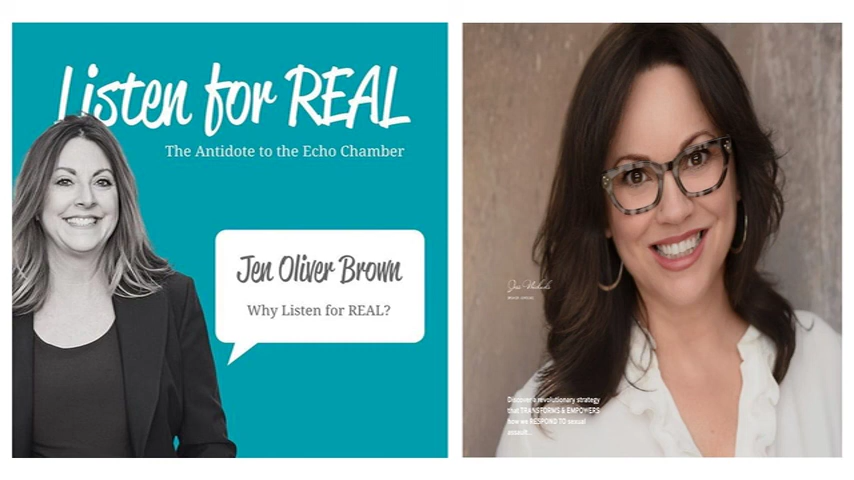 Listen for REAL
The Antidote to the Echo Chamber
Jen Oliver Brown
Why Listen for REAL?
Discover a revolutionary strategy
that TRANSFORMS & EMPOWERS
how we RESPOND TO sexual
assault...